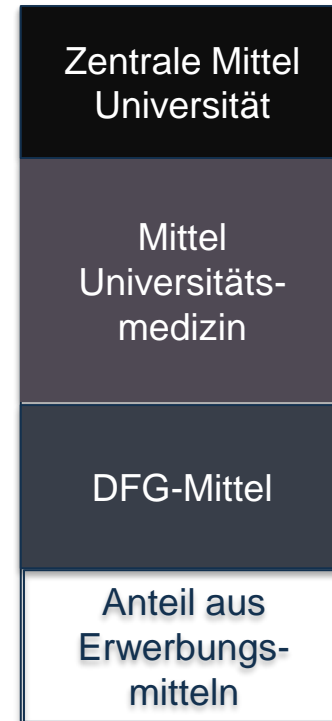 Zentrale Mittel
Universität
Mittel
Universitäts-
medizin
DFG-Mittel
Anteil aus
Erwerbungs-
mitteln